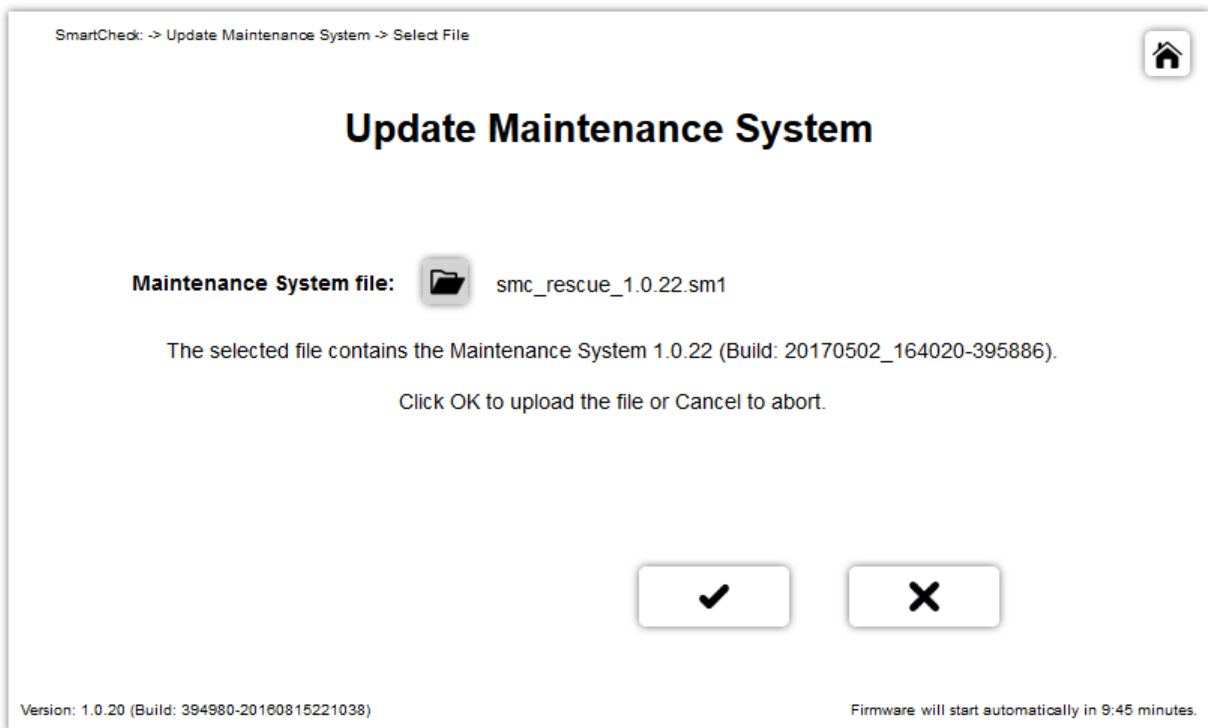 SmartCheck: -> Update Maintenance System -> Select File
Update Maintenance System
Maintenance System file: smc_rescue_1.0.22.sm1
The selected file contains the Maintenance System 1.0.22 (Build: 20170502_164020-395886).
Click OK to upload the file or Cancel to abort.
Version: 1.0.20 (Build: 394980-20160815221038)
Firmware will start automatically in 9:45 minutes.